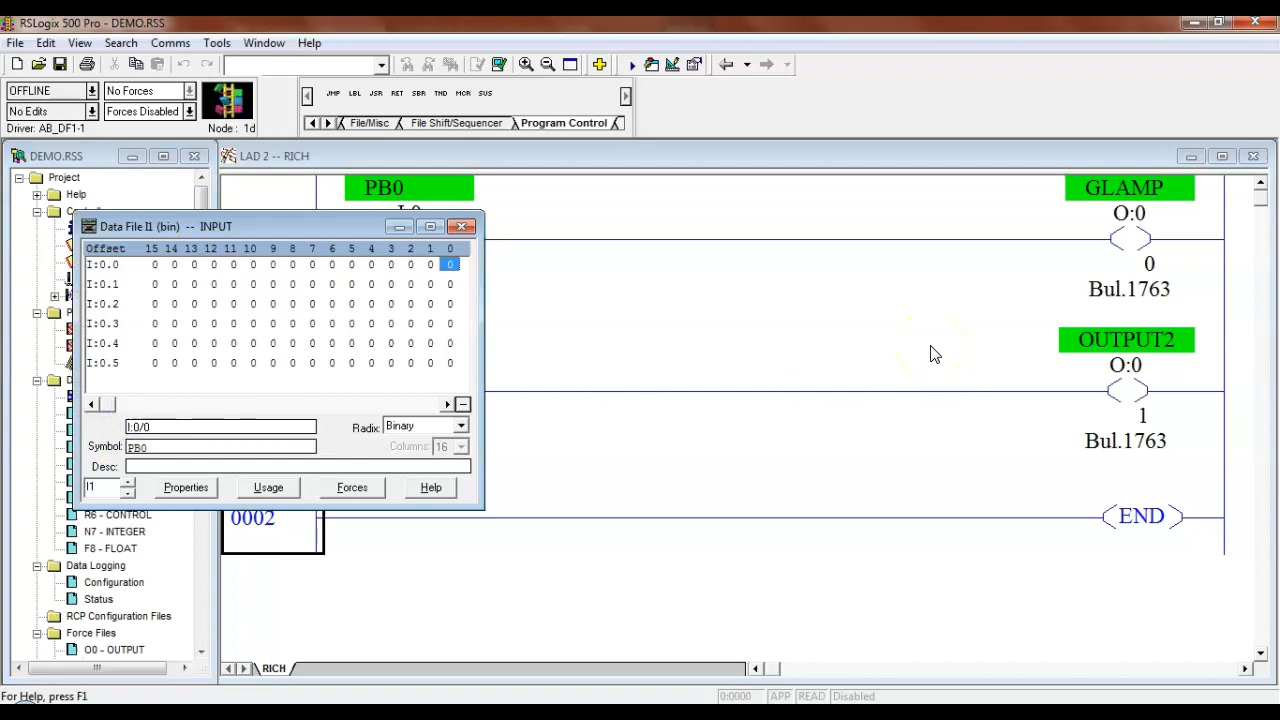 RSLogix 500 Pro - DEMO.RSS
File Edit View Search Comms Tools Window Help
OFFLINE No Forces
No Edits Forces Disabled
Driver: AB_DF1-1 Node : 1d
JMP LBL JSR RET SBR TND MCR SUS
File/Misc File Shift/Sequencer Program Control
DEMO.RSS
Project
Help
Data Logging
Configuration
Status
RCP Configuration Files
Force Files
O0 - OUTPUT
R6 - CONTROL
N7 - INTEGER
F8 - FLOAT
LAD 2 -- RICH
PB0 GLAMP
O:0
0
Bul.1763
OUTPUT2
O:0
1
Bul.1763
0002 END
RICH
Data File I1 (bin) -- INPUT
Offset 15 14 13 12 11 10 9 8 7 6 5 4 3 2 1 0
I:0.0 0 0 0 0 0 0 0 0 0 0 0 0 0 0 0 0
I:0.1 0 0 0 0 0 0 0 0 0 0 0 0 0 0 0 0
I:0.2 0 0 0 0 0 0 0 0 0 0 0 0 0 0 0 0
I:0.3 0 0 0 0 0 0 0 0 0 0 0 0 0 0 0 0
I:0.4 0 0 0 0 0 0 0 0 0 0 0 0 0 0 0 0
I:0.5 0 0 0 0 0 0 0 0 0 0 0 0 0 0 0 0
I:0/0 Radix: Binary
Symbol: PB0 Columns: 16
Desc:
I1 Properties Usage Forces Help
For Help, press F1 0:0000 APP READ Disabled